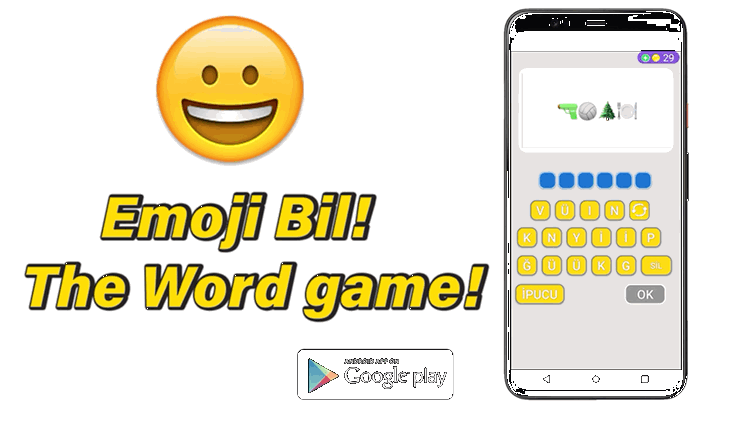 29
Emoji Bil!
The Word game!
V Ü I N
K N Y I I P
G Ü Ü K G SİL
İPUCU OK
ANDROID APP ON
Google play